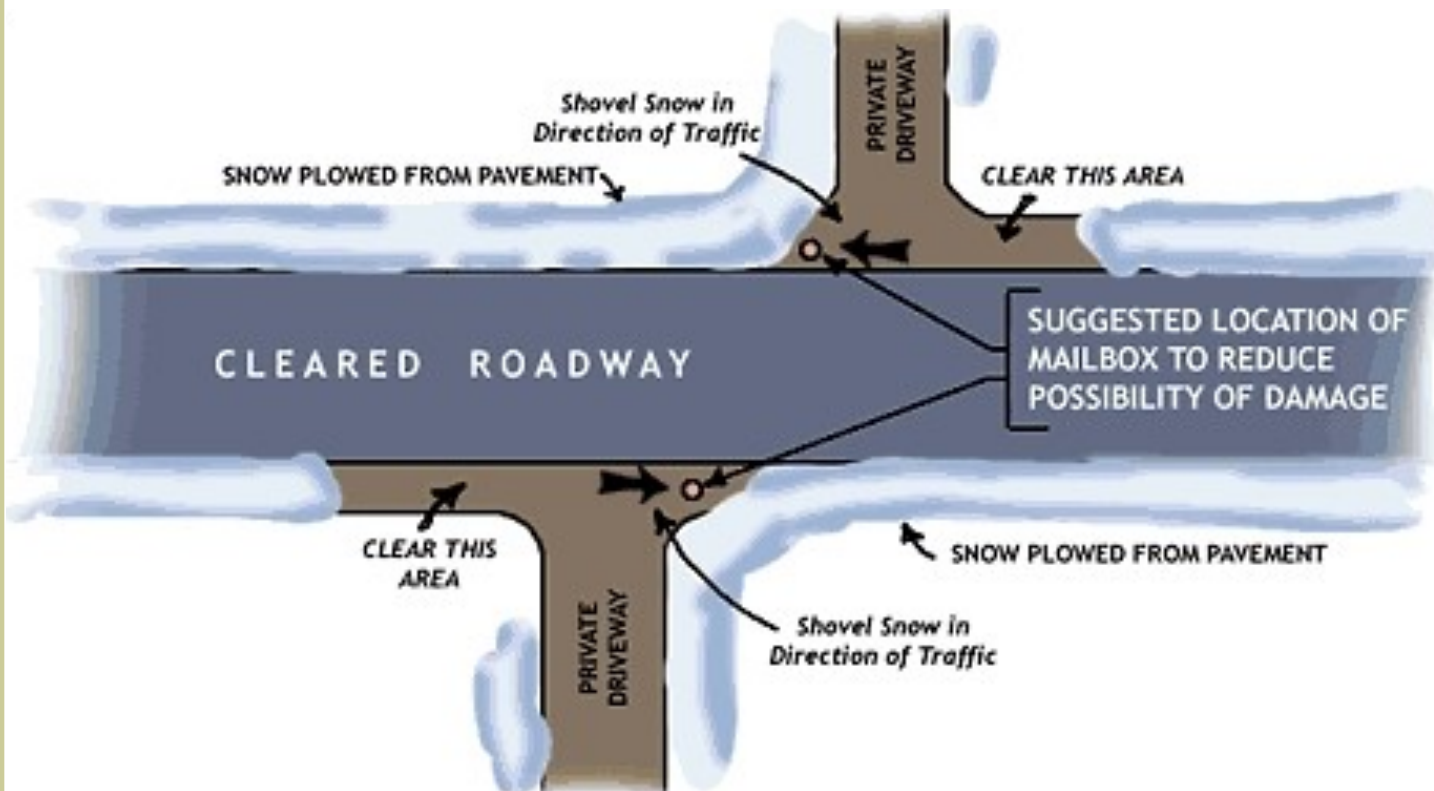 PRIVATE
DRIVEWAY
Shovel Snow in
Direction of Traffic
SNOW PLOWED FROM PAVEMENT
CLEAR THIS AREA
CLEARED ROADWAY
SUGGESTED LOCATION OF
MAILBOX TO REDUCE
POSSIBILITY OF DAMAGE
CLEAR THIS
AREA
SNOW PLOWED FROM PAVEMENT
PRIVATE
DRIVEWAY
Shovel Snow in
Direction of Traffic